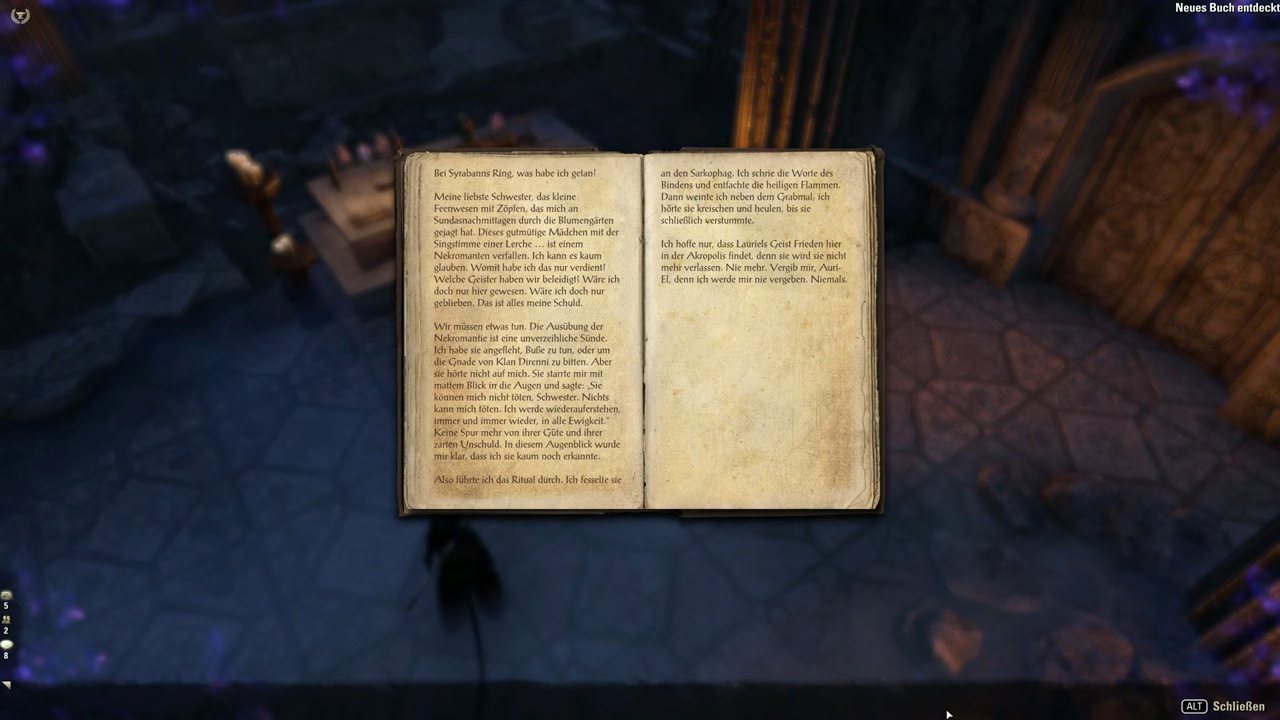 Neues Buch entdeckt
Bei Syrabanns Ring, was habe ich getan?
Meine liebste Schwester, das kleine
Feenwesen mit Zöpfen, das mich an
Sundasnachmittagen durch die Blumengärten
gejagt hat. Dieses gutmütige Mädchen mit der
Singstimme einer Lerche … ist einem
Nekromanten verfallen. Ich kann es kaum
glauben. Womit habe ich das nur verdient?
Welche Geister haben wir beleidigt? Wäre ich
doch nur hier gewesen. Wäre ich doch nur
geblieben. Das ist alles meine Schuld.
Wir müssen etwas tun. Die Ausübung der
Nekromantie ist eine unverzeihliche Sünde.
Ich habe sie angefleht, Buße zu tun, oder um
die Gnade von Klan Direnni zu bitten. Aber
sie hörte nicht auf mich. Sie starrte mir mit
mattem Blick in die Augen und sagte: „Sie
können mich nicht töten, Schwester. Nichts
kann mich töten. Ich werde wiederauferstehen,
immer und immer wieder, in alle Ewigkeit.“
Keine Spur mehr von ihrer Güte und ihrer
zarten Unschuld. In diesem Augenblick wurde
mir klar, dass ich sie kaum noch erkannte.
Also führte ich das Ritual durch. Ich fesselte sie
an den Sarkophag. Ich schrie die Worte des
Bindens und entfachte die heiligen Flammen.
Dann weinte ich neben dem Grabmal, ich
hörte sie kreischen und heulen, bis sie
schließlich verstummte.
Ich hoffe nur, dass Lauriels Geist Frieden hier
in der Akropolis findet, denn sie wird sie nicht
mehr verlassen. Nie mehr. Vergib mir, Auri-
El, denn ich werde mir nie vergeben. Niemals.
5
2
8
ALT Schließen